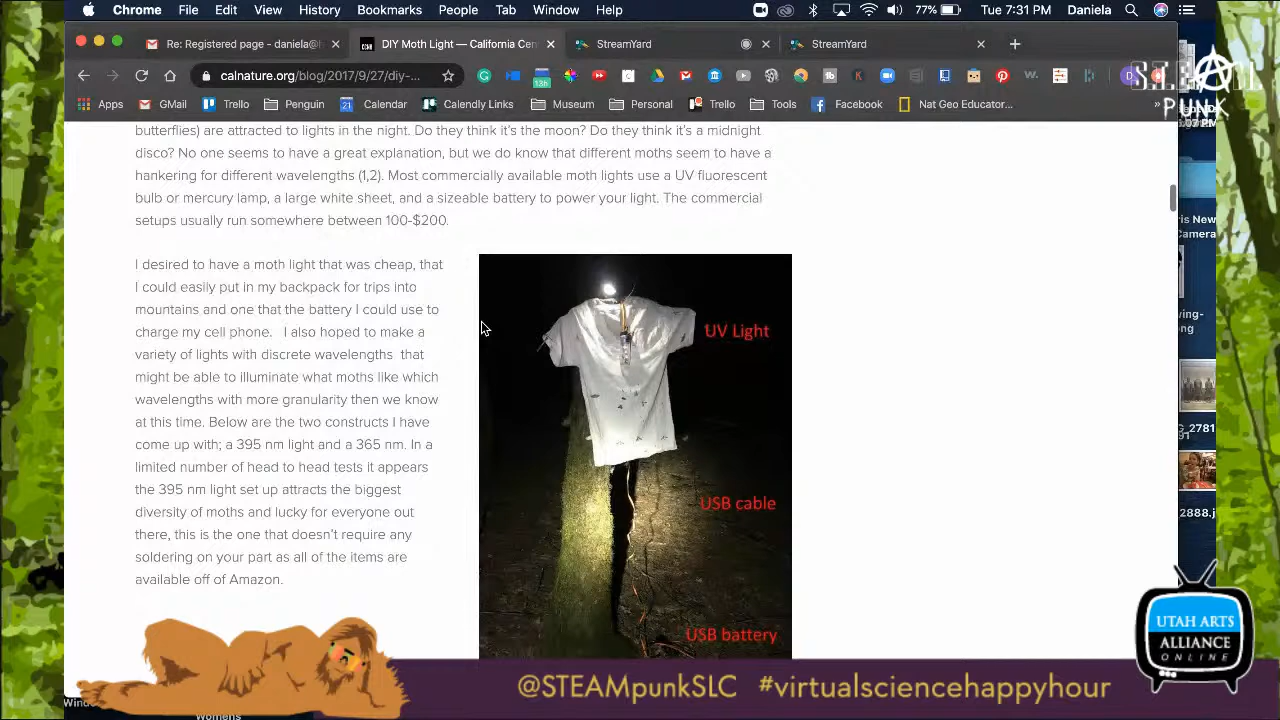 Chrome File Edit View History Bookmarks People Tab Window Help 77% Tue 7:31 PM Daniela
Re: Registered page - daniela@ DIY Moth Light — California Cen StreamYard StreamYard
calnature.org/blog/2017/9/27/diy-...
Apps GMail Trello Penguin Calendar Calendly Links Museum Personal Trello Tools Facebook Nat Geo Educator...
S.T.E.A.M.
PUNK
butterflies) are attracted to lights in the night. Do they think it's the moon? Do they think it's a midnight
disco? No one seems to have a great explanation, but we do know that different moths seem to have a
hankering for different wavelengths (1,2). Most commercially available moth lights use a UV fluorescent
bulb or mercury lamp, a large white sheet, and a sizeable battery to power your light. The commercial
setups usually run somewhere between 100-$200.
I desired to have a moth light that was cheap, that
I could easily put in my backpack for trips into
mountains and one that the battery I could use to
charge my cell phone. I also hoped to make a
variety of lights with discrete wavelengths that
might be able to illuminate what moths like which
wavelengths with more granularity then we know
at this time. Below are the two constructs I have
come up with; a 395 nm light and a 365 nm. In a
limited number of head to head tests it appears
the 395 nm light set up attracts the biggest
diversity of moths and lucky for everyone out
there, this is the one that doesn't require any
soldering on your part as all of the items are
available off of Amazon.
UV Light
USB cable
USB battery
ris New
Camera
wing-
ong
2781
2888.j
UTAH ARTS
ALLIANCE
ONLINE
@STEAMpunkSLC #virtualsciencehappyhour
Womens